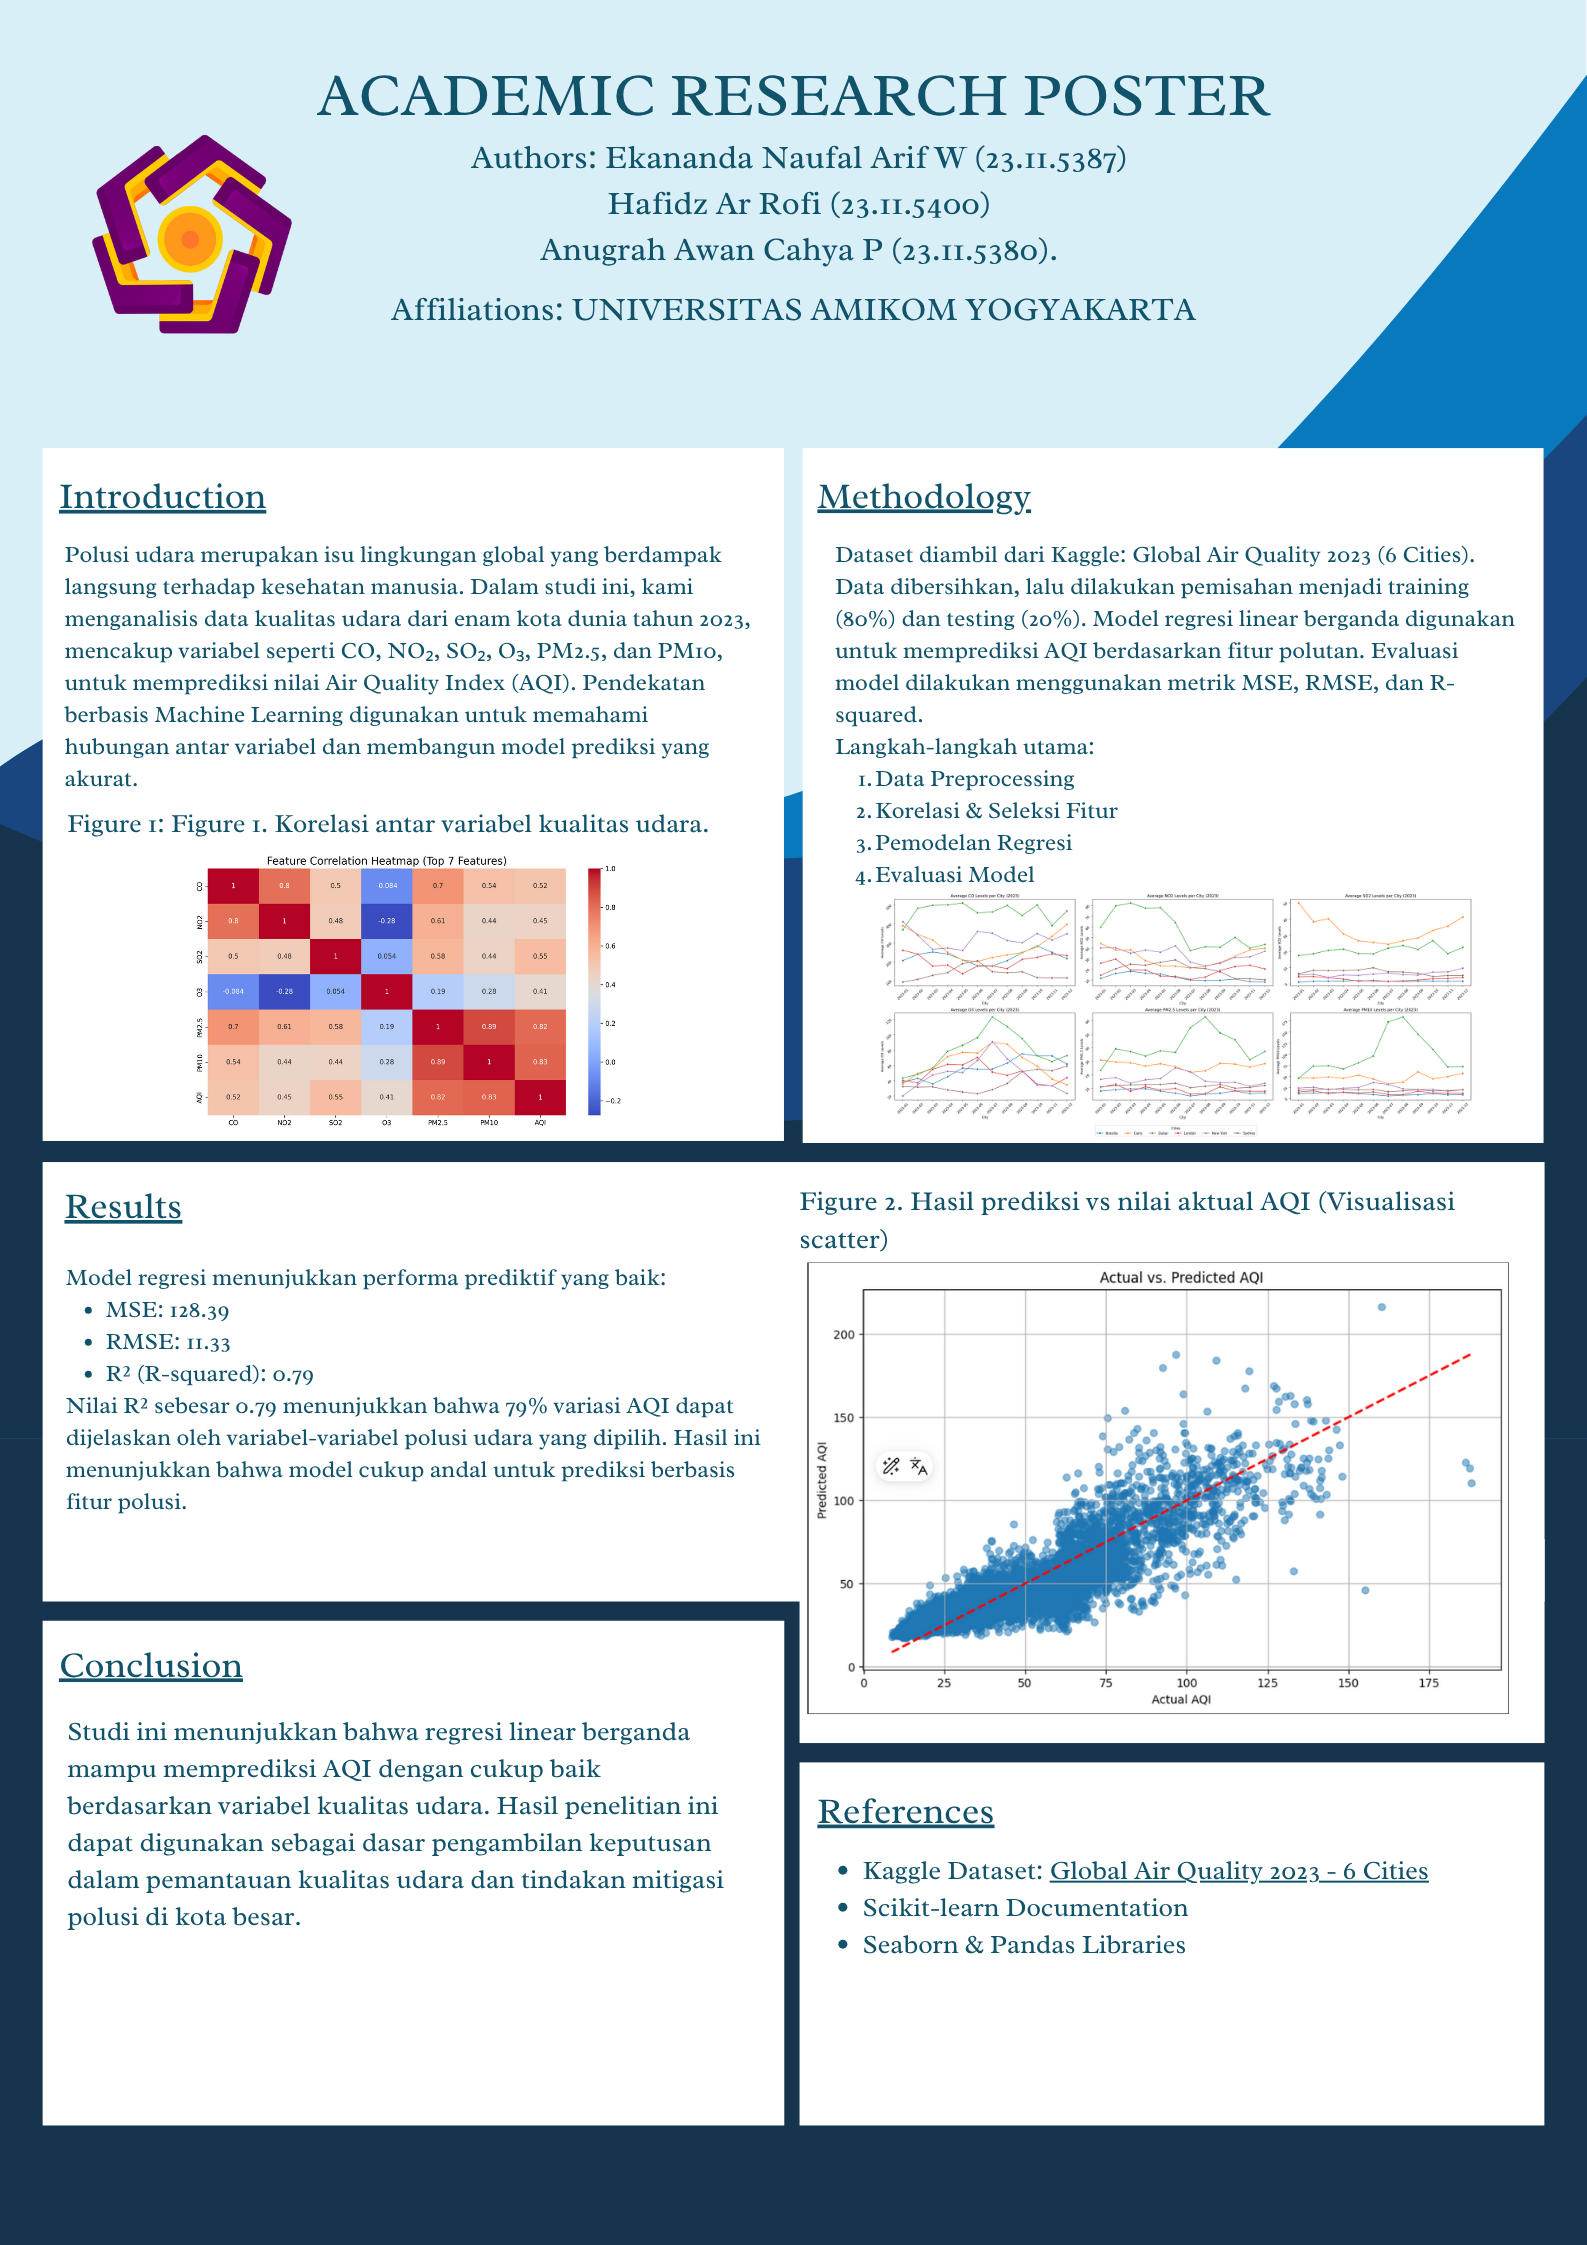 ACADEMIC RESEARCH POSTER
Authors: Ekananda Naufal Arif W (23.11.5387)
Hafidz Ar Rofi (23.11.5400)
Anugrah Awan Cahya P (23.11.5380).
Affiliations: UNIVERSITAS AMIKOM YOGYAKARTA
Introduction
Polusi udara merupakan isu lingkungan global yang berdampak
langsung terhadap kesehatan manusia. Dalam studi ini, kami
menganalisis data kualitas udara dari enam kota dunia tahun 2023,
mencakup variabel seperti CO, NO₂, SO₂, O₃, PM2.5, dan PM10,
untuk memprediksi nilai Air Quality Index (AQI). Pendekatan
berbasis Machine Learning digunakan untuk memahami
hubungan antar variabel dan membangun model prediksi yang
akurat.
Figure 1: Figure 1. Korelasi antar variabel kualitas udara.
Feature Correlation Heatmap (Top 7 Features)
CO 1 0.8 0.5 0.084 0.7 0.54 0.52
NO2 0.8 1 0.48 -0.28 0.61 0.44 0.45
SO2 0.5 0.48 1 0.054 0.58 0.44 0.55
O3 -0.084 -0.28 0.054 1 0.19 0.28 0.41
PM2.5 0.7 0.61 0.58 0.19 1 0.89 0.82
PM10 0.54 0.44 0.44 0.28 0.89 1 0.83
AQI 0.52 0.45 0.55 0.41 0.82 0.83 1
CO NO2 SO2 O3 PM2.5 PM10 AQI
1.0
0.8
0.6
0.4
0.2
0.0
−0.2
Methodology
Dataset diambil dari Kaggle: Global Air Quality 2023 (6 Cities).
Data dibersihkan, lalu dilakukan pemisahan menjadi training
(80%) dan testing (20%). Model regresi linear berganda digunakan
untuk memprediksi AQI berdasarkan fitur polutan. Evaluasi
model dilakukan menggunakan metrik MSE, RMSE, dan R-
squared.
Langkah-langkah utama:
1. Data Preprocessing
2. Korelasi & Seleksi Fitur
3. Pemodelan Regresi
4. Evaluasi Model
Average CO Levels per City (2023)
Average NO2 Levels per City (2023)
Average SO2 Levels per City (2023)
Average O3 Levels per City (2023)
Average PM2.5 Levels per City (2023)
Average PM10 Levels per City (2023)
Brasilia Cairo Dubai London New York Sydney
Results
Model regresi menunjukkan performa prediktif yang baik:
• MSE: 128.39
• RMSE: 11.33
• R² (R-squared): 0.79
Nilai R² sebesar 0.79 menunjukkan bahwa 79% variasi AQI dapat
dijelaskan oleh variabel-variabel polusi udara yang dipilih. Hasil ini
menunjukkan bahwa model cukup andal untuk prediksi berbasis
fitur polusi.
Figure 2. Hasil prediksi vs nilai aktual AQI (Visualisasi
scatter)
Actual vs. Predicted AQI
Predicted AQI
200
150
100
50
0
0 25 50 75 100 125 150 175
Actual AQI
Conclusion
Studi ini menunjukkan bahwa regresi linear berganda
mampu memprediksi AQI dengan cukup baik
berdasarkan variabel kualitas udara. Hasil penelitian ini
dapat digunakan sebagai dasar pengambilan keputusan
dalam pemantauan kualitas udara dan tindakan mitigasi
polusi di kota besar.
References
• Kaggle Dataset: Global Air Quality 2023 - 6 Cities
• Scikit-learn Documentation
• Seaborn & Pandas Libraries